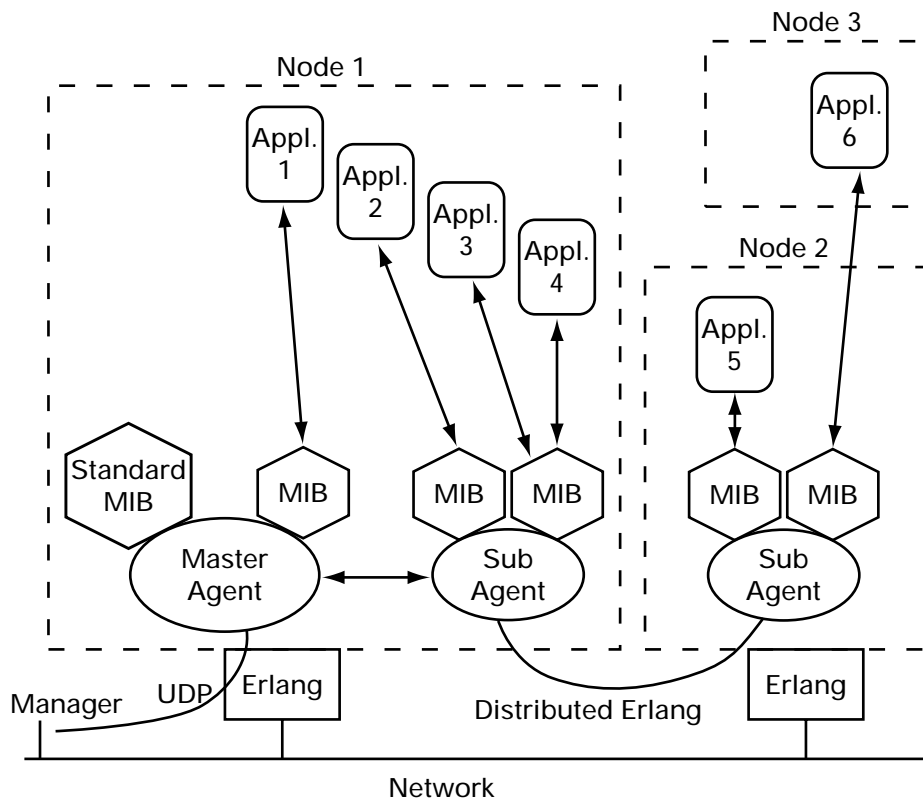 Node 3
Node 1
Appl.
6
Appl.
1
Appl.
2
Appl.
3
Appl.
4
Node 2
Appl.
5
Standard
MIB
MIB
MIB
MIB
MIB
MIB
Master
Agent
Sub
Agent
Sub
Agent
Manager
UDP
Erlang
Distributed Erlang
Erlang
Network